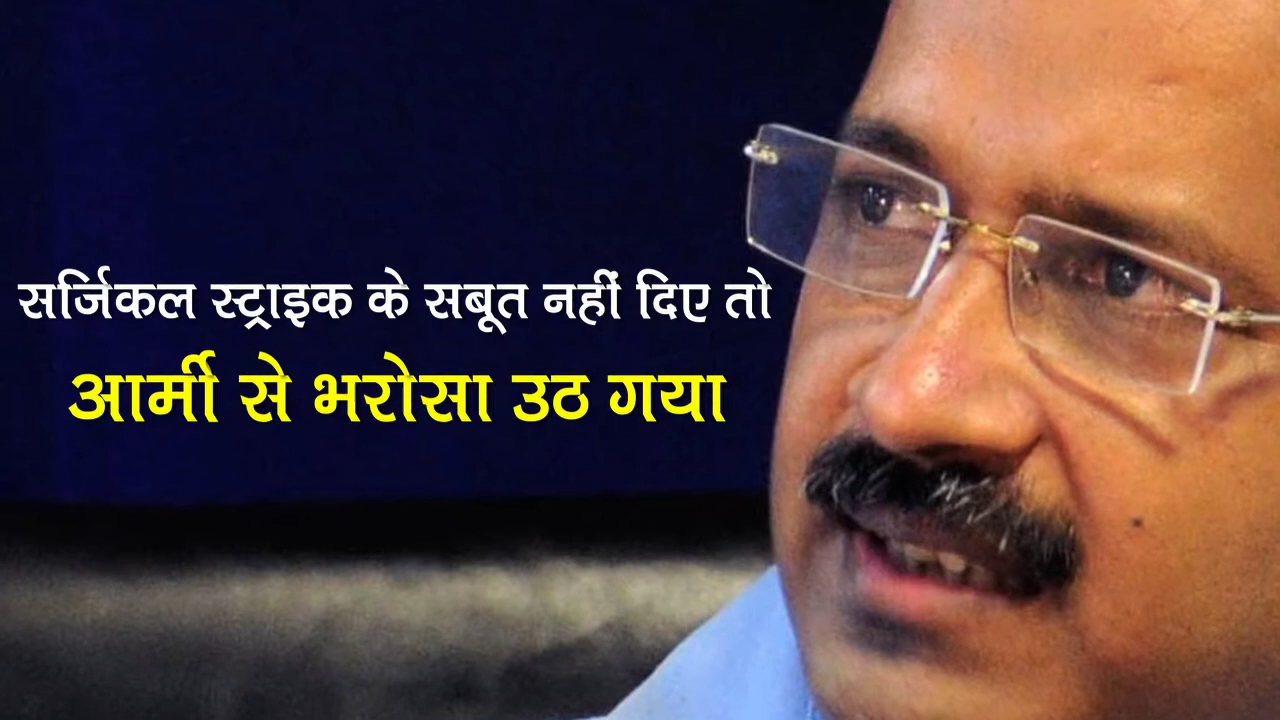 सर्जिकल स्ट्राइक के सबूत नहीं दिए तो
आर्मी से भरोसा उठ गया